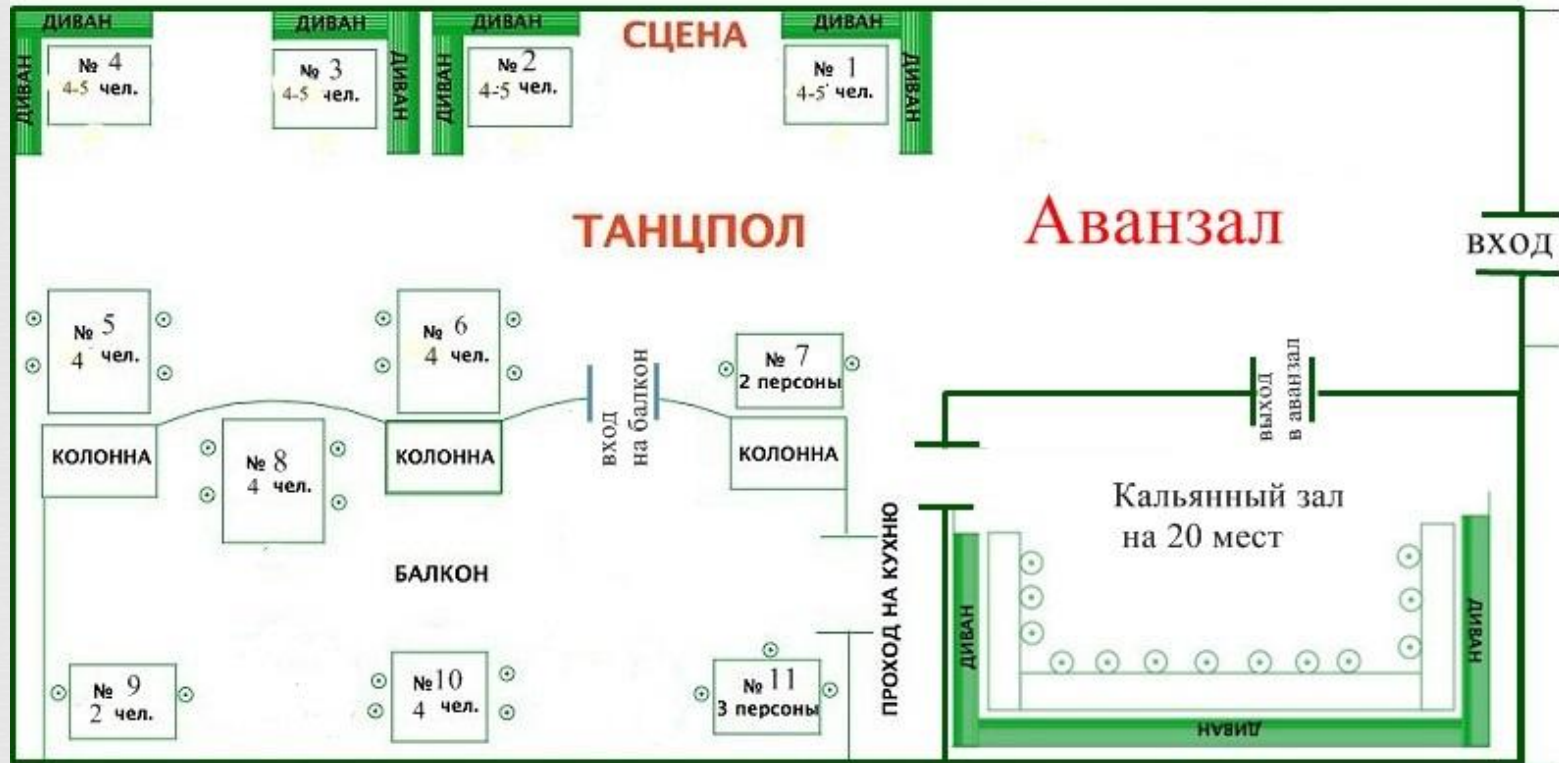 ДИВАН
ДИВАН
ДИВАН
СЦЕНА
ДИВАН
ДИВАН
№ 4
4-5 чел.
№ 3
4-5 чел.
ДИВАН
ДИВАН
№ 2
4-5 чел.
№ 1
4-5 чел.
ДИВАН
ТАНЦПОЛ
Аванзал
вход
№ 5
4 чел.
№ 6
4 чел.
№ 7
2 персоны
вход
на балкон
выход
в аванзал
КОЛОННА
№ 8
4 чел.
КОЛОННА
КОЛОННА
Кальянный зал
на 20 мест
БАЛКОН
ПРОХОД НА КУХНЮ
ДИВАН
ДИВАН
№ 9
2 чел.
№10
4 чел.
№ 11
3 персоны
ДИВАН